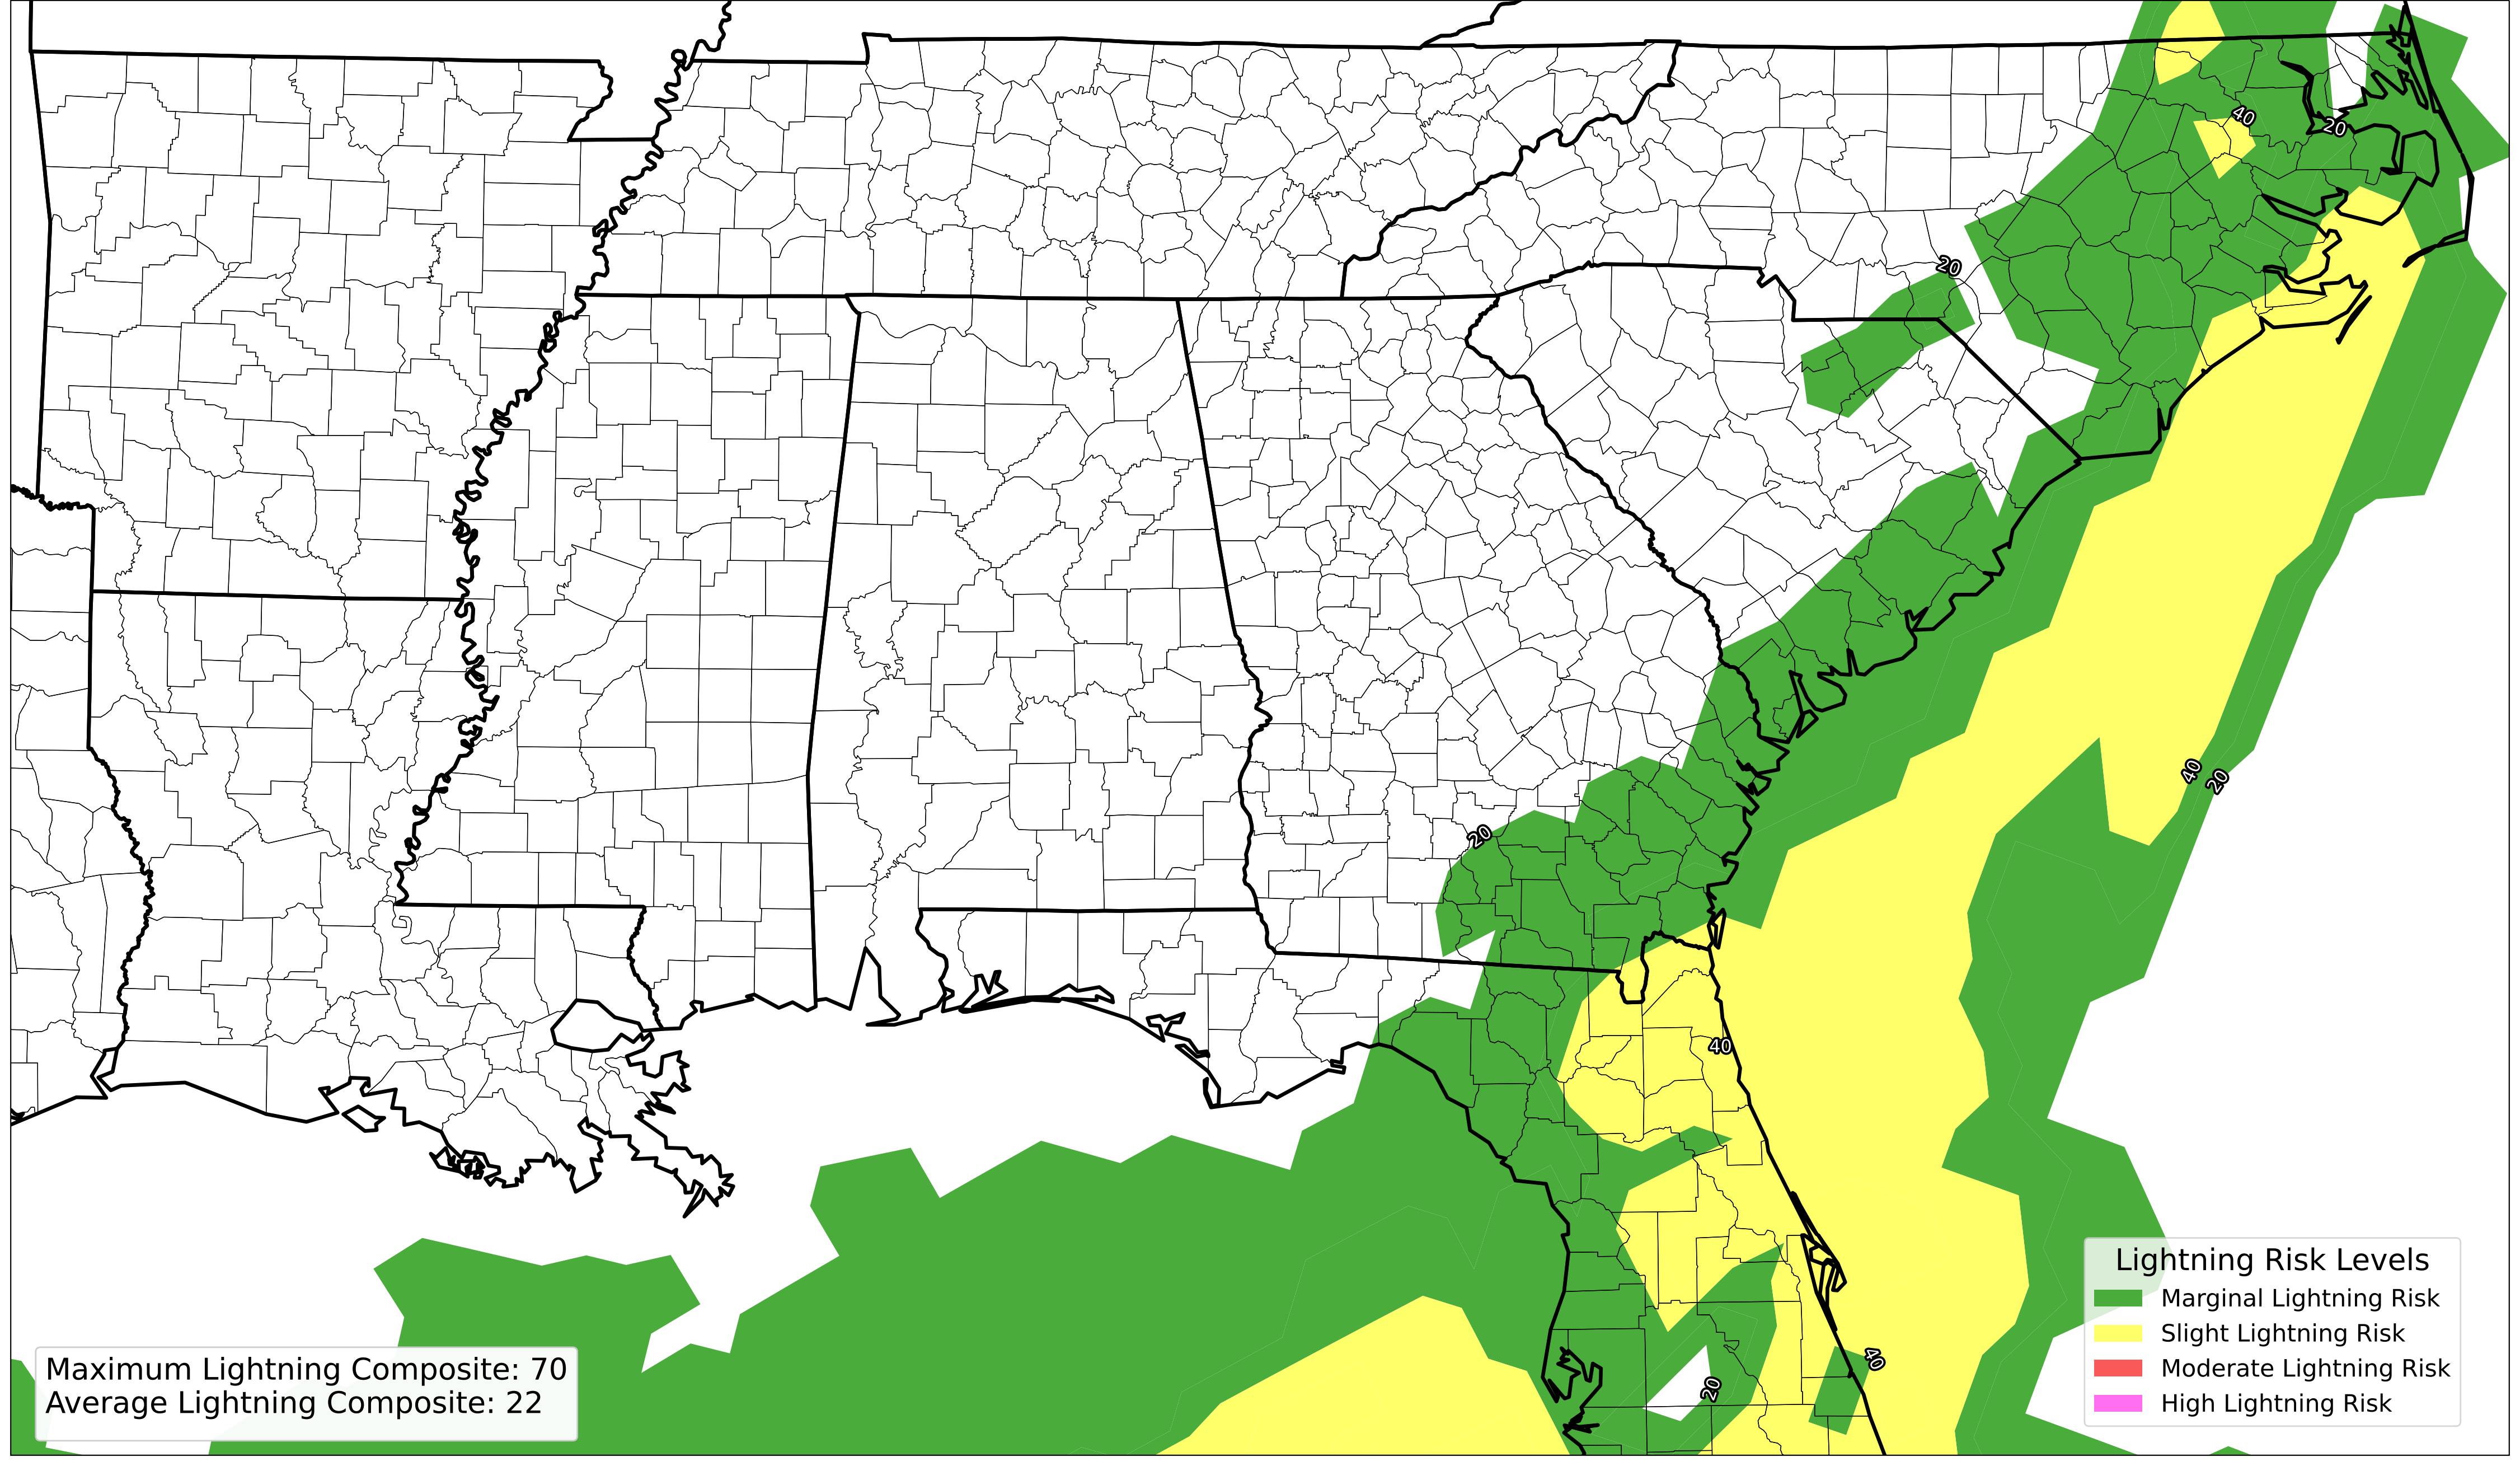 40
20
20
40
20
20
40
20
40
Maximum Lightning Composite: 70
Average Lightning Composite: 22
Lightning Risk Levels
Marginal Lightning Risk
Slight Lightning Risk
Moderate Lightning Risk
High Lightning Risk